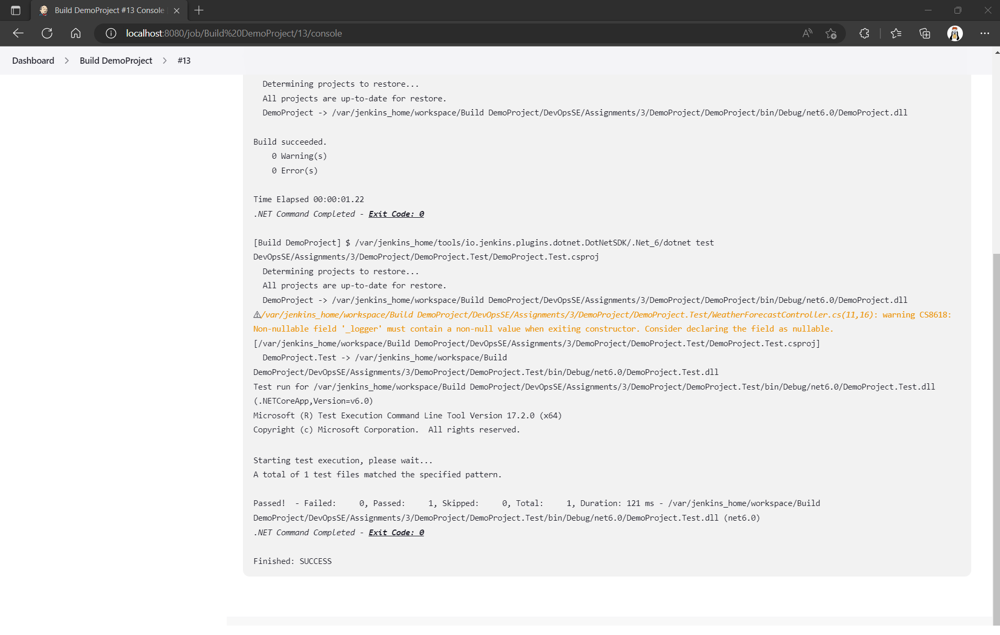 Build DemoProject #13 Console
localhost:8080/job/Build%20DemoProject/13/console
Dashboard > Build DemoProject > #13
Determining projects to restore...
All projects are up-to-date for restore.
DemoProject -> /var/jenkins_home/workspace/Build DemoProject/DevOpsSE/Assignments/3/DemoProject/DemoProject/bin/Debug/net6.0/DemoProject.dll
Build succeeded.
0 Warning(s)
0 Error(s)
Time Elapsed 00:00:01.22
.NET Command Completed - Exit Code: 0
[Build DemoProject] $ /var/jenkins_home/tools/io.jenkins.plugins.dotnet.DotNetSDK/.Net_6/dotnet test
DevOpsSE/Assignments/3/DemoProject/DemoProject.Test/DemoProject.Test.csproj
Determining projects to restore...
All projects are up-to-date for restore.
DemoProject -> /var/jenkins_home/workspace/Build DemoProject/DevOpsSE/Assignments/3/DemoProject/DemoProject/bin/Debug/net6.0/DemoProject.dll
⚠/var/jenkins_home/workspace/Build DemoProject/DevOpsSE/Assignments/3/DemoProject/DemoProject.Test/WeatherForecastController.cs(11,16): warning CS8618:
Non-nullable field '_logger' must contain a non-null value when exiting constructor. Consider declaring the field as nullable.
[/var/jenkins_home/workspace/Build DemoProject/DevOpsSE/Assignments/3/DemoProject/DemoProject.Test/DemoProject.Test.csproj]
DemoProject.Test -> /var/jenkins_home/workspace/Build
DemoProject/DevOpsSE/Assignments/3/DemoProject/DemoProject.Test/bin/Debug/net6.0/DemoProject.Test.dll
Test run for /var/jenkins_home/workspace/Build DemoProject/DevOpsSE/Assignments/3/DemoProject/DemoProject.Test/bin/Debug/net6.0/DemoProject.Test.dll
(.NETCoreApp,Version=v6.0)
Microsoft (R) Test Execution Command Line Tool Version 17.2.0 (x64)
Copyright (c) Microsoft Corporation.  All rights reserved.
Starting test execution, please wait...
A total of 1 test files matched the specified pattern.
Passed!  - Failed:     0, Passed:     1, Skipped:     0, Total:     1, Duration: 121 ms - /var/jenkins_home/workspace/Build
DemoProject/DevOpsSE/Assignments/3/DemoProject/DemoProject.Test/bin/Debug/net6.0/DemoProject.Test.dll (net6.0)
.NET Command Completed - Exit Code: 0
Finished: SUCCESS